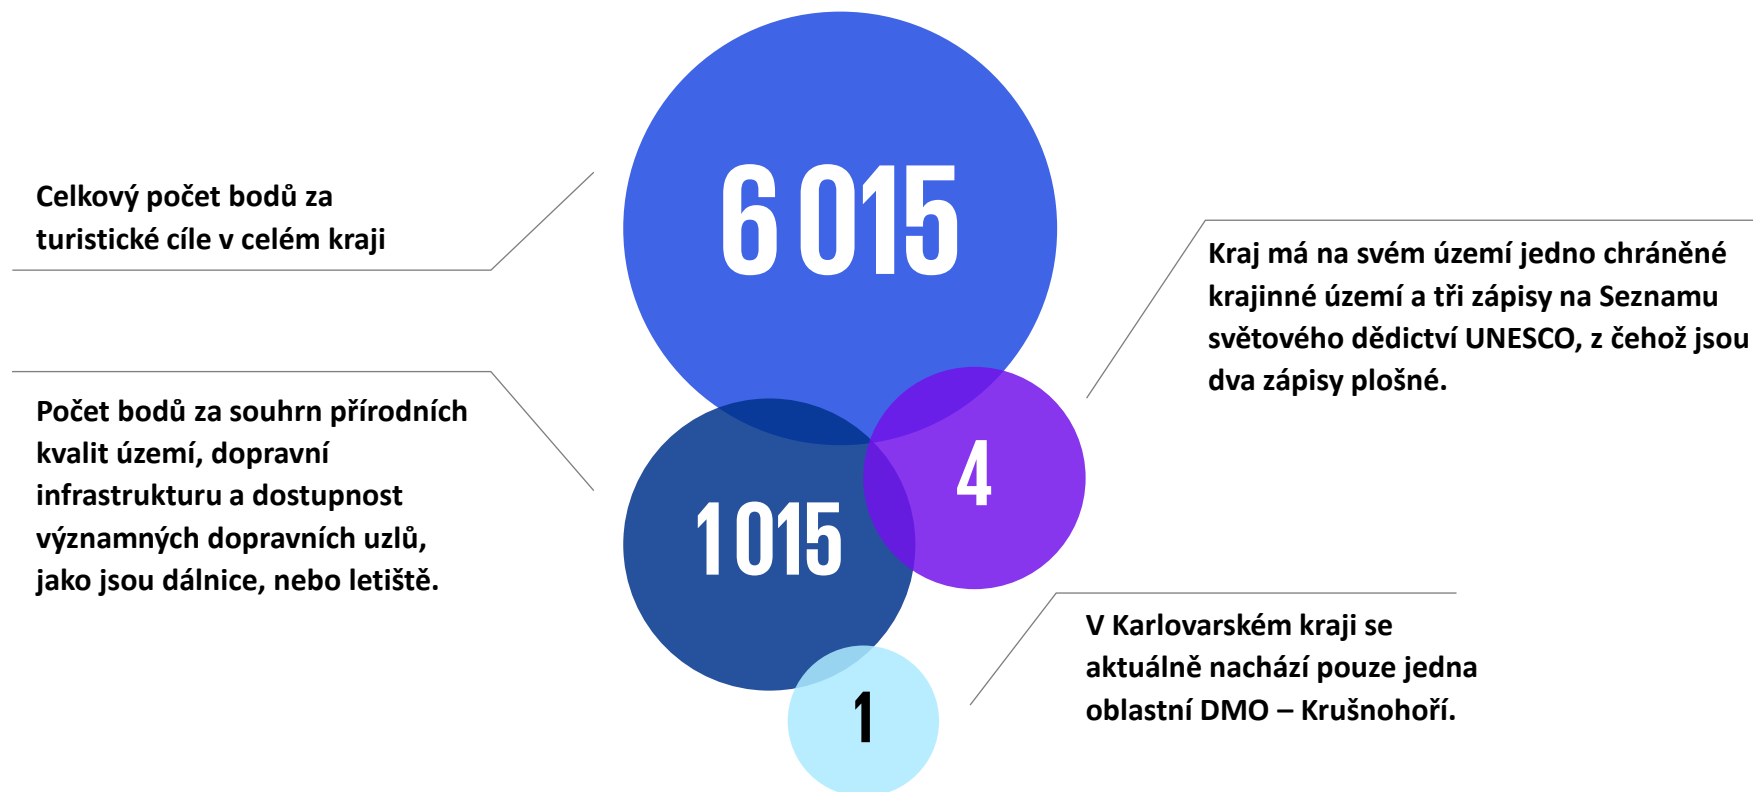 6 015
Celkový počet bodů za
turistické cíle v celém kraji
Kraj má na svém území jedno chráněné
krajinné území a tři zápisy na Seznamu
světového dědictví UNESCO, z čehož jsou
dva zápisy plošné.
4
Počet bodů za souhrn přírodních
kvalit území, dopravní
infrastrukturu a dostupnost
významných dopravních uzlů,
jako jsou dálnice, nebo letiště.
1 015
V Karlovarském kraji se
aktuálně nachází pouze jedna
oblastní DMO – Krušnohoří.
1